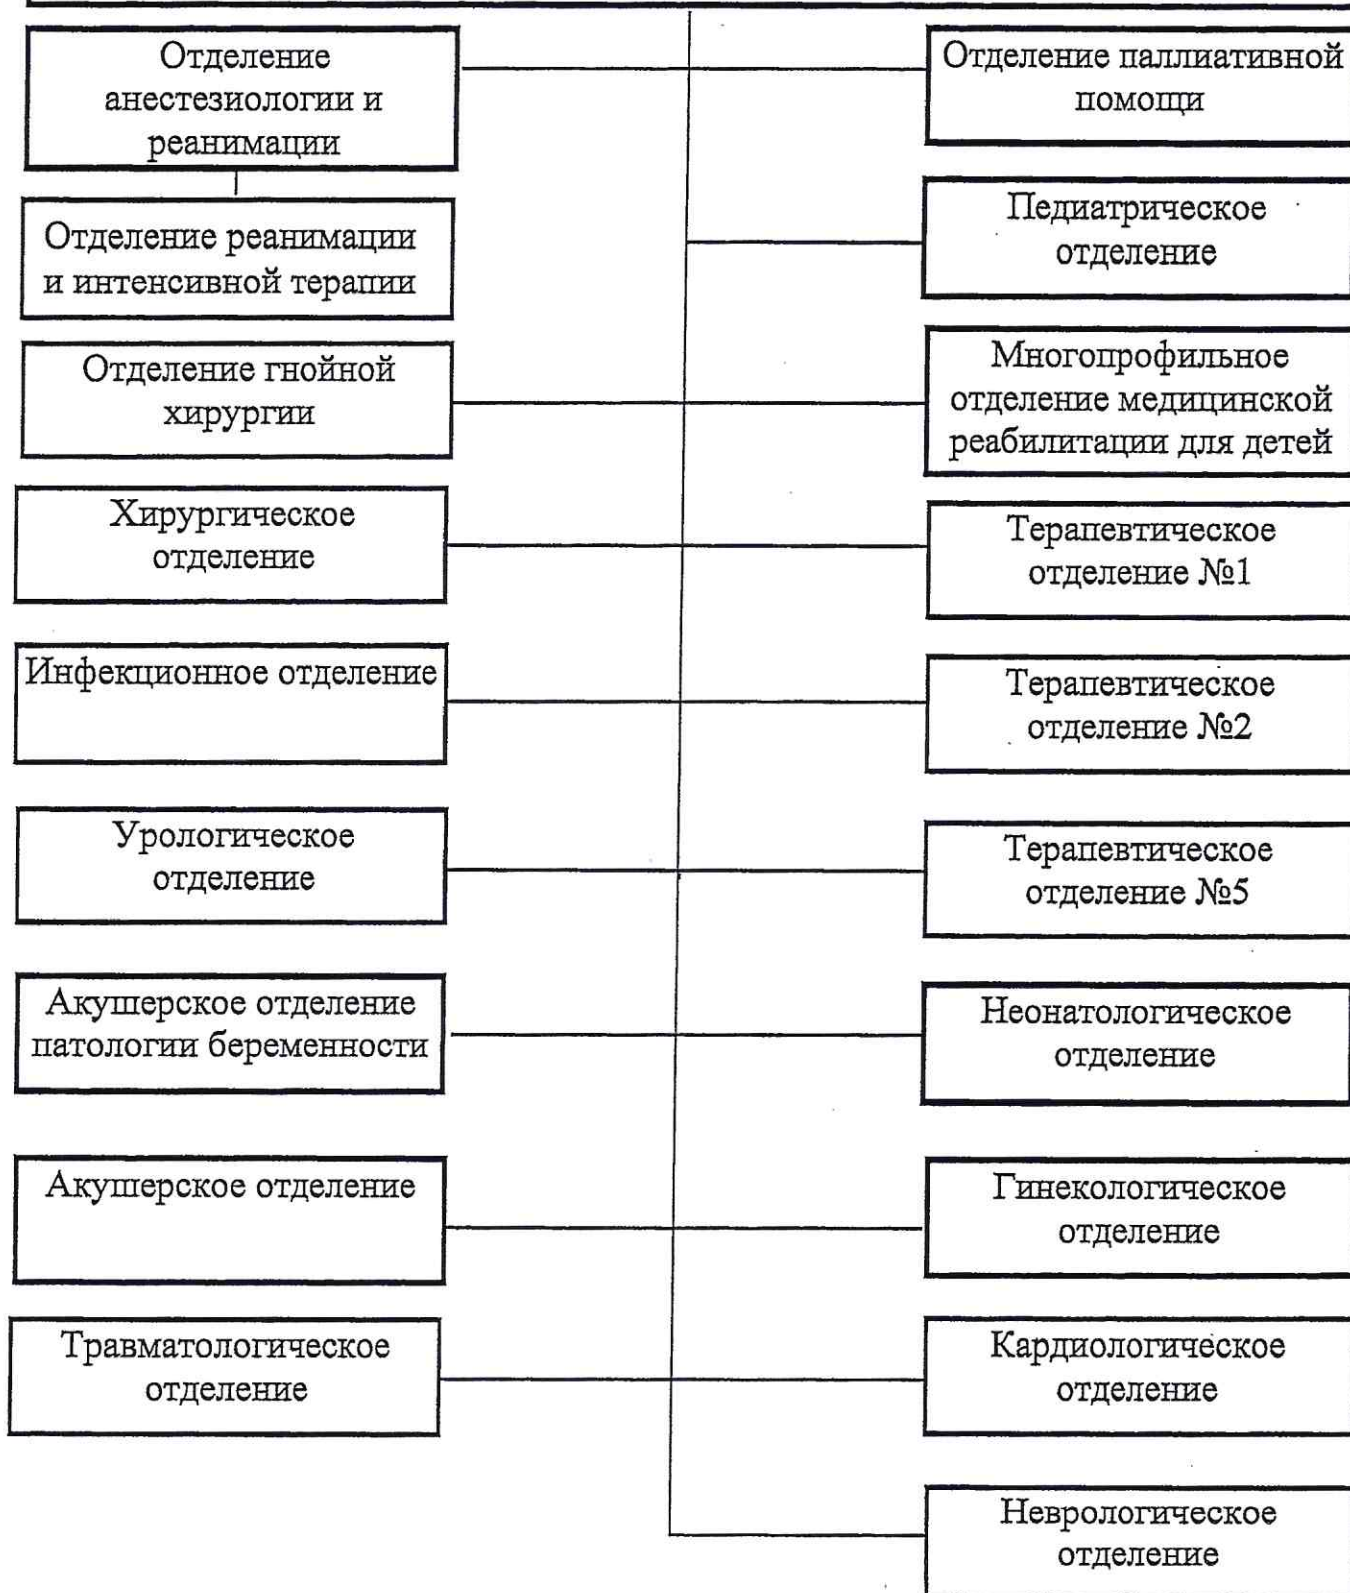 Отделение
анестезиологии и
реанимации
Отделение реанимации
и интенсивной терапии
Отделение гнойной
хирургии
Хирургическое
отделение
Инфекционное отделение
Урологическое
отделение
Акушерское отделение
патологии беременности
Акушерское отделение
Травматологическое
отделение
Отделение паллиативной
помощи
Педиатрическое
отделение
Многопрофильное
отделение медицинской
реабилитации для детей
Терапевтическое
отделение №1
Терапевтическое
отделение №2
Терапевтическое
отделение №5
Неонатологическое
отделение
Гинекологическое
отделение
Кардиологическое
отделение
Неврологическое
отделение